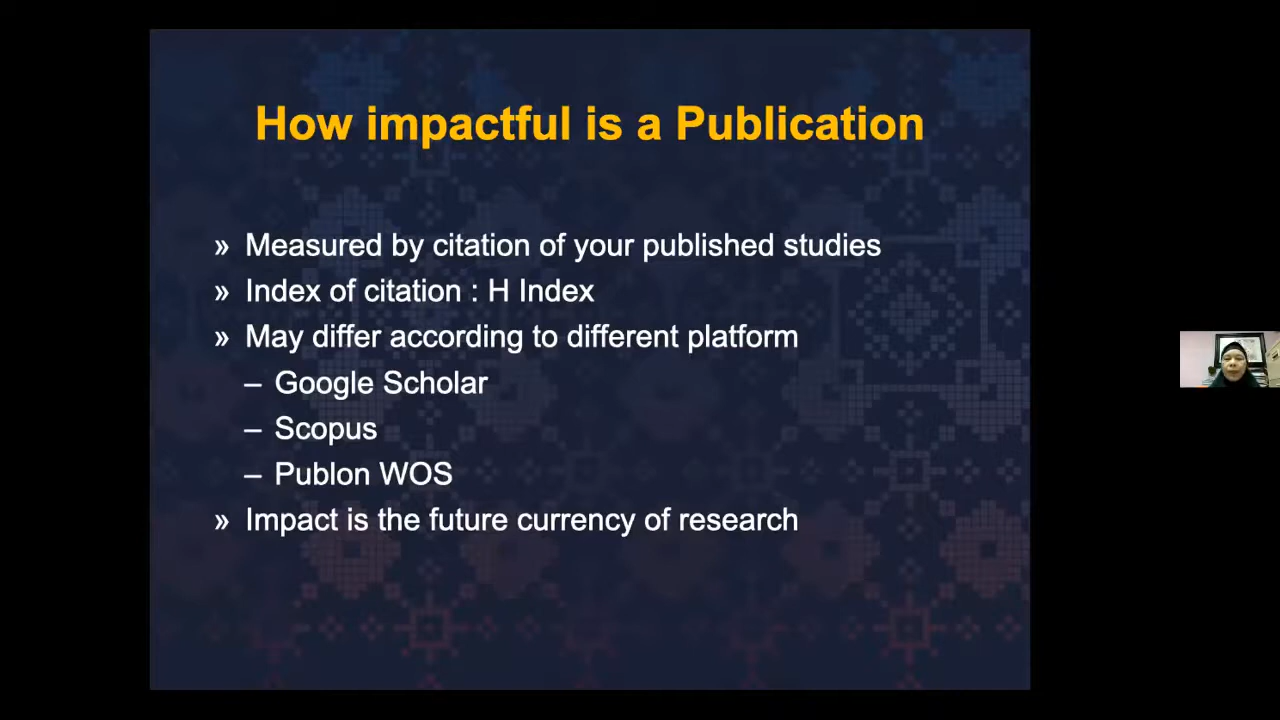 How impactful is a Publication
» Measured by citation of your published studies
» Index of citation : H Index
» May differ according to different platform
– Google Scholar
– Scopus
– Publon WOS
» Impact is the future currency of research